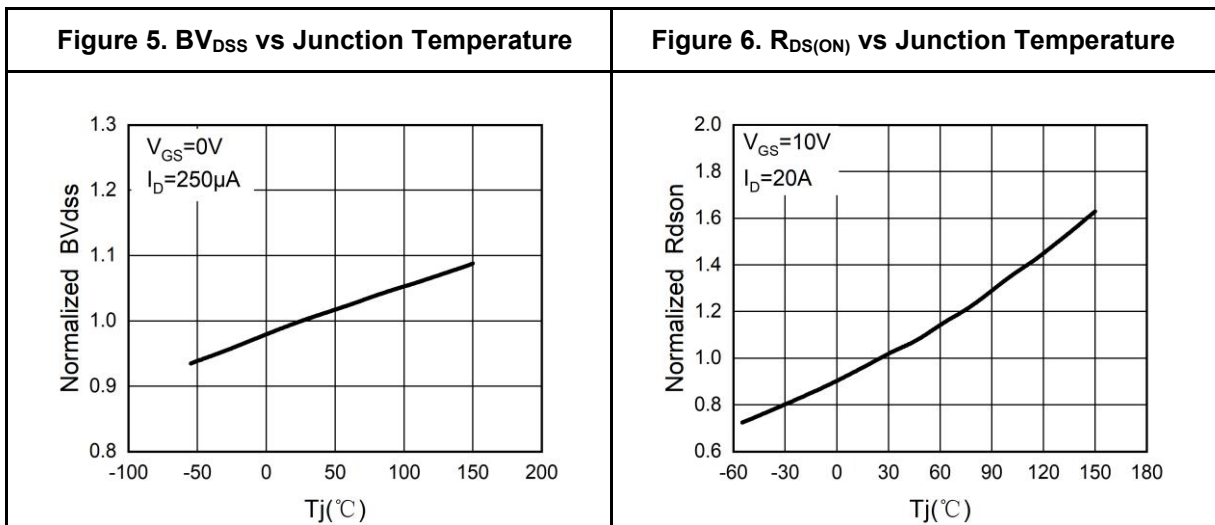 Figure 5. BVDSS vs Junction Temperature
Figure 6. RDS(ON) vs Junction Temperature
1.3
1.2
1.1
1.0
0.9
0.8
VGS=0V
ID=250µA
Normalized BVdss
-100 -50 0 50 100 150 200
Tj(℃)
2.0
1.8
1.6
1.4
1.2
1.0
0.8
0.6
VGS=10V
ID=20A
Normalized Rdson
-60 -30 0 30 60 90 120 150 180
Tj(℃)